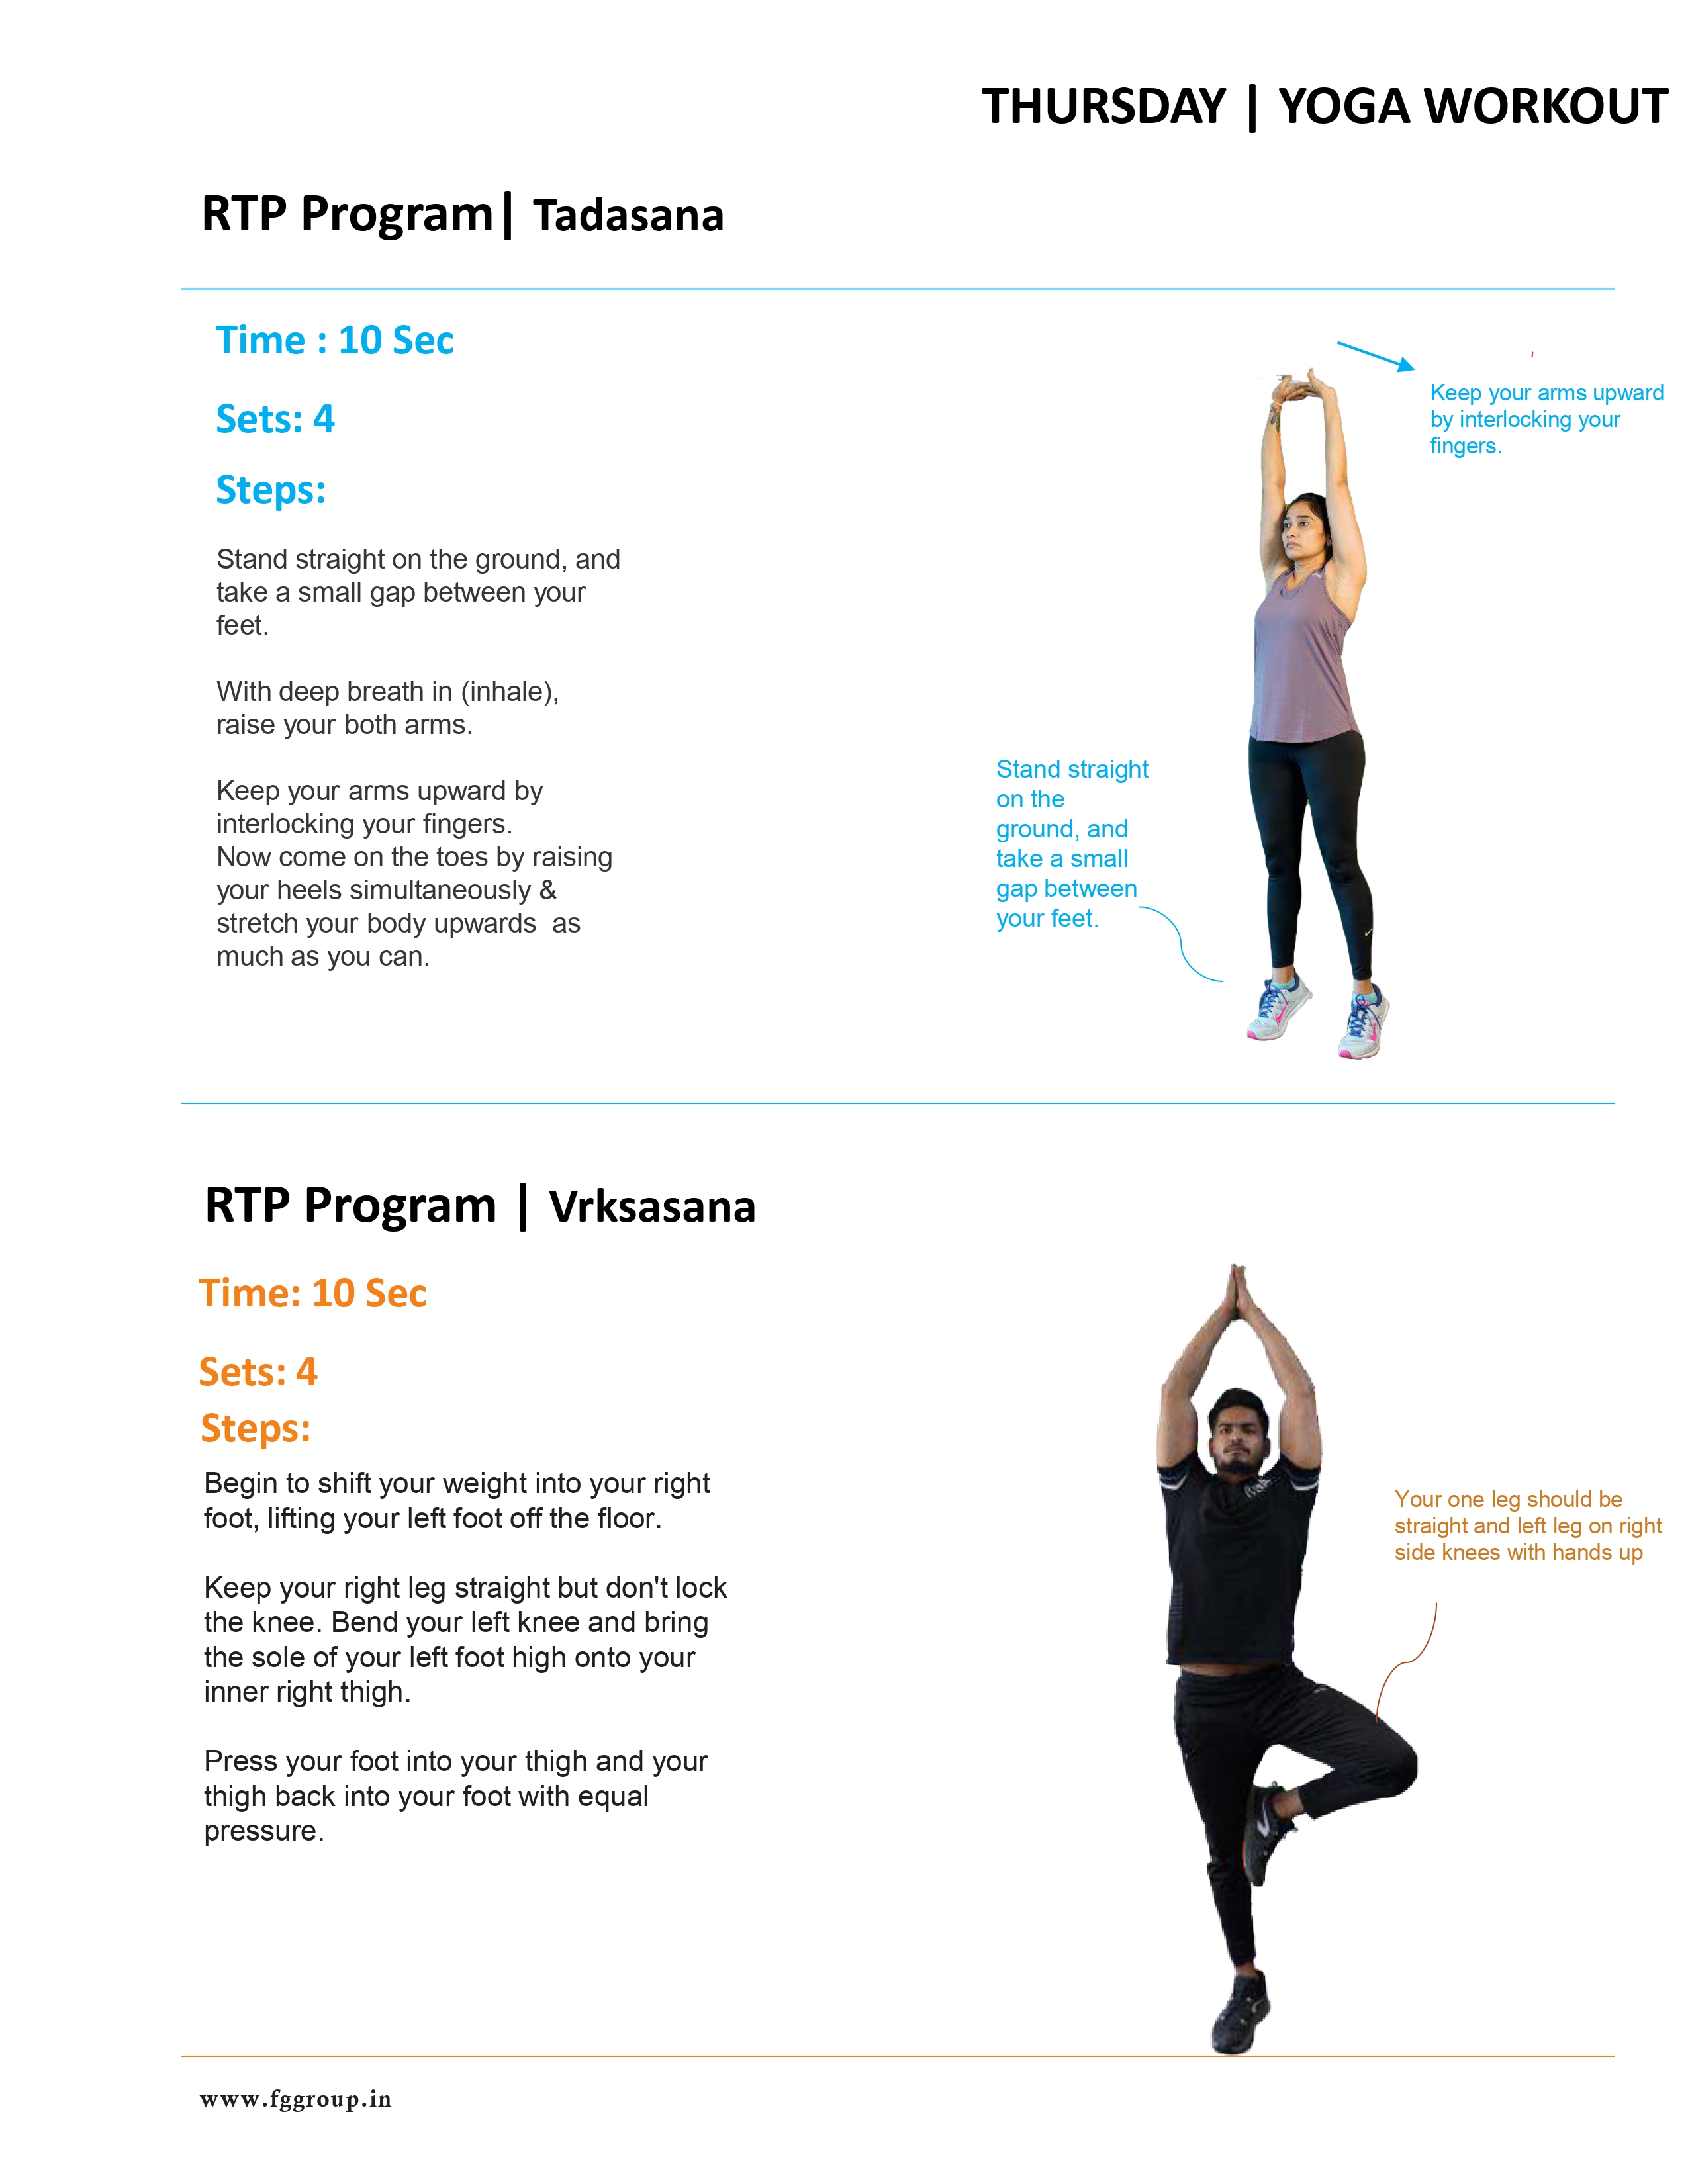 THURSDAY | YOGA WORKOUT
RTP Program| Tadasana
Time : 10 Sec
Sets: 4
Steps:
Stand straight on the ground, and
take a small gap between your
feet.
With deep breath in (inhale),
raise your both arms.
Keep your arms upward by
interlocking your fingers.
Now come on the toes by raising
your heels simultaneously &
stretch your body upwards  as
much as you can.
Keep your arms upward
by interlocking your
fingers.
Stand straight
on the
ground, and
take a small
gap between
your feet.
RTP Program | Vrksasana
Time: 10 Sec
Sets: 4
Steps:
Begin to shift your weight into your right
foot, lifting your left foot off the floor.
Keep your right leg straight but don't lock
the knee. Bend your left knee and bring
the sole of your left foot high onto your
inner right thigh.
Press your foot into your thigh and your
thigh back into your foot with equal
pressure.
Your one leg should be
straight and left leg on right
side knees with hands up
www.fggroup.in